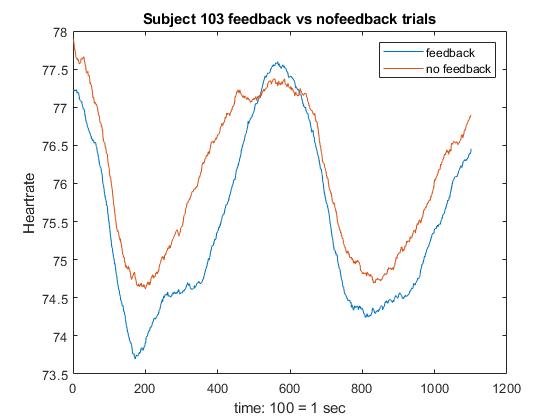 Subject 103 feedback vs nofeedback trials
78
77.5
77
76.5
76
75.5
75
74.5
74
73.5
Heartrate
feedback
no feedback
0 200 400 600 800 1000 1200
time: 100 = 1 sec